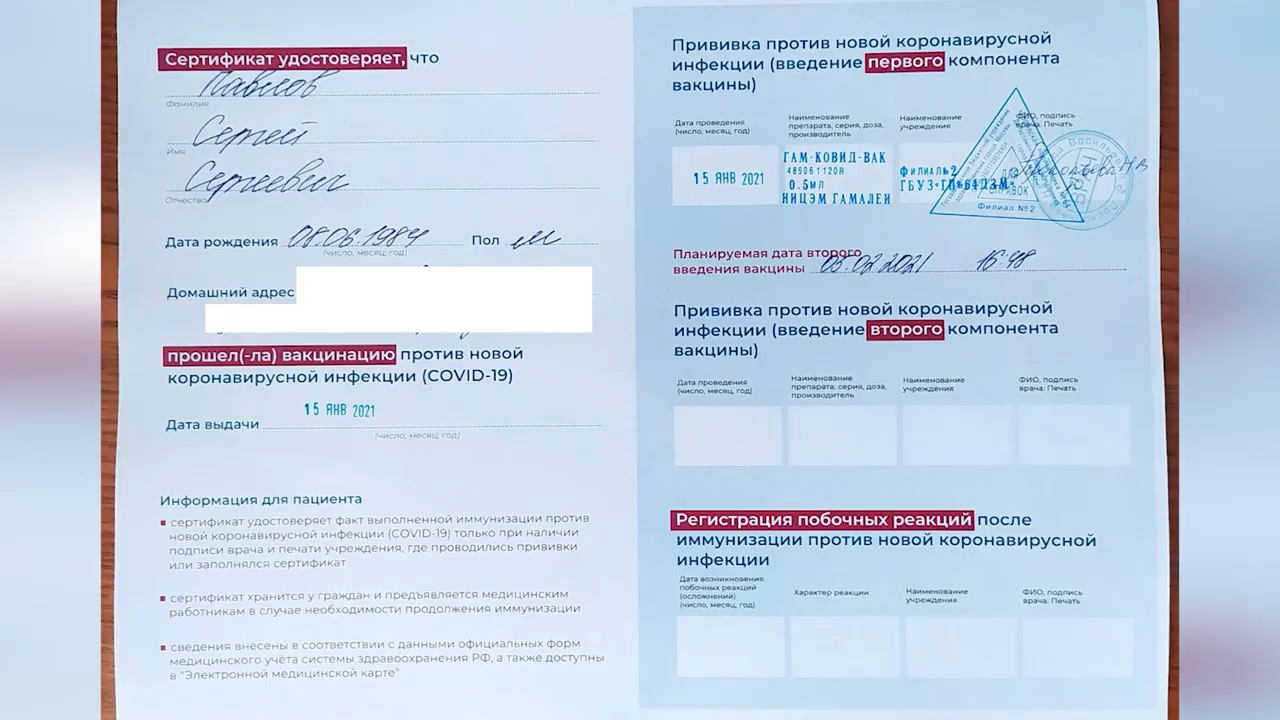 Сертификат удостоверяет, что
Павлов
Фамилия
Сергей
Имя
Сергеевич
Отчество
Дата рождения 08.06.1984 Пол М
(число, месяц, год)
Домашний адрес
прошел(-ла) вакцинацию против новой
коронавирусной инфекции (COVID-19)
15 ЯНВ 2021
Дата выдачи
(число, месяц, год)
Информация для пациента
сертификат удостоверяет факт выполненной иммунизации против
новой коронавирусной инфекции (COVID-19) только при наличии
подписи врача и печати учреждения, где проводились прививки
или заполнялся сертификат
сертификат хранится у граждан и предъявляется медицинским
работникам в случае необходимости продолжения иммунизации
сведения внесены в соответствии с данными официальных форм
медицинского учета системы здравоохранения РФ, а также доступны
в "Электронной медицинской карте"
Прививка против новой коронавирусной
инфекции (введение первого компонента
вакцины)
Дата проведения
(число, месяц, год)
Наименование
препарата, серия, доза,
производитель
Наименование
учреждения
ФИО, подпись
врача. Печать
15 ЯНВ 2021
ГАМ-КОВИД-ВАК
0.5МЛ
НИЦЭМ ГАМАЛЕИ
Филиал№2
ГБУЗ«ГП№64ДЗМ»
ДЛЯ
СПРАВОК
Филиал №2
Планируемая дата второго
введения вакцины 05.02.2021 16:48
Прививка против новой коронавирусной
инфекции (введение второго компонента
вакцины)
Дата проведения
(число, месяц, год)
Наименование
препарата, серия, доза,
производитель
Наименование
учреждения
ФИО, подпись
врача. Печать
Регистрация побочных реакций после
иммунизации против новой коронавирусной
инфекции
Дата возникновения
побочных реакций
(осложнений)
(число, месяц, год)
Характер реакции
Наименование
учреждения
ФИО, подпись
врача. Печать